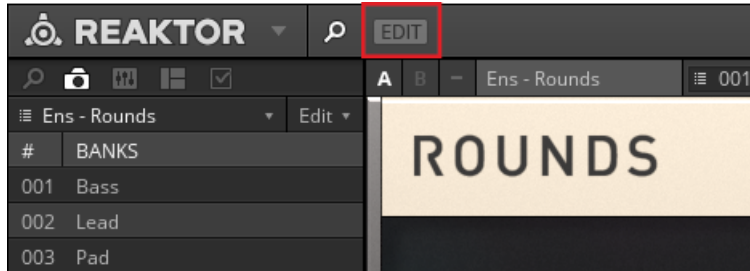 REAKTOR EDIT
A B – Ens - Rounds 001
Ens - Rounds Edit
# BANKS
ROUNDS
001 Bass
002 Lead
003 Pad